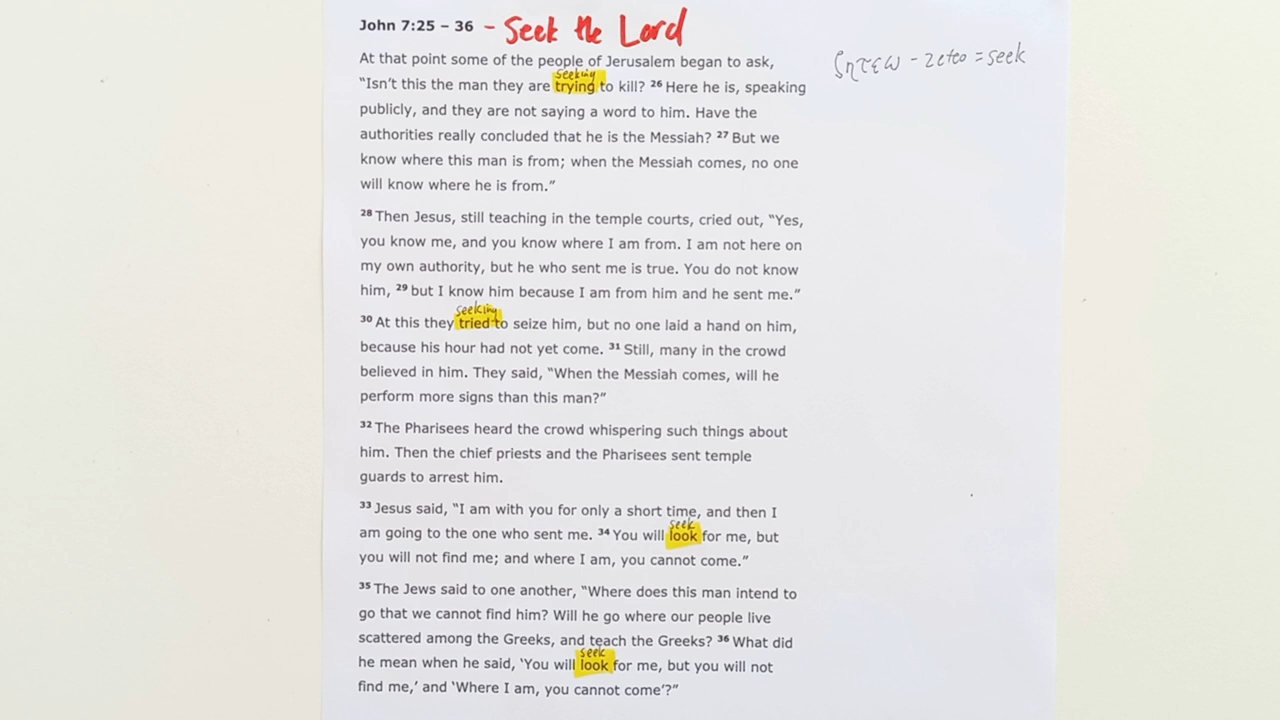 John 7:25 – 36 - Seek the Lord
ζητεω - zeteo = seek
At that point some of the people of Jerusalem began to ask,
seeking
“Isn’t this the man they are trying to kill? 26 Here he is, speaking
publicly, and they are not saying a word to him. Have the
authorities really concluded that he is the Messiah? 27 But we
know where this man is from; when the Messiah comes, no one
will know where he is from.”
28 Then Jesus, still teaching in the temple courts, cried out, “Yes,
you know me, and you know where I am from. I am not here on
my own authority, but he who sent me is true. You do not know
him, 29 but I know him because I am from him and he sent me.”
seeking
30 At this they tried to seize him, but no one laid a hand on him,
because his hour had not yet come. 31 Still, many in the crowd
believed in him. They said, “When the Messiah comes, will he
perform more signs than this man?”
32 The Pharisees heard the crowd whispering such things about
him. Then the chief priests and the Pharisees sent temple
guards to arrest him.
33 Jesus said, “I am with you for only a short time, and then I
seek
am going to the one who sent me. 34 You will look for me, but
you will not find me; and where I am, you cannot come.”
35 The Jews said to one another, “Where does this man intend to
go that we cannot find him? Will he go where our people live
scattered among the Greeks, and teach the Greeks? 36 What did
seek
he mean when he said, ‘You will look for me, but you will not
find me,’ and ‘Where I am, you cannot come’?”